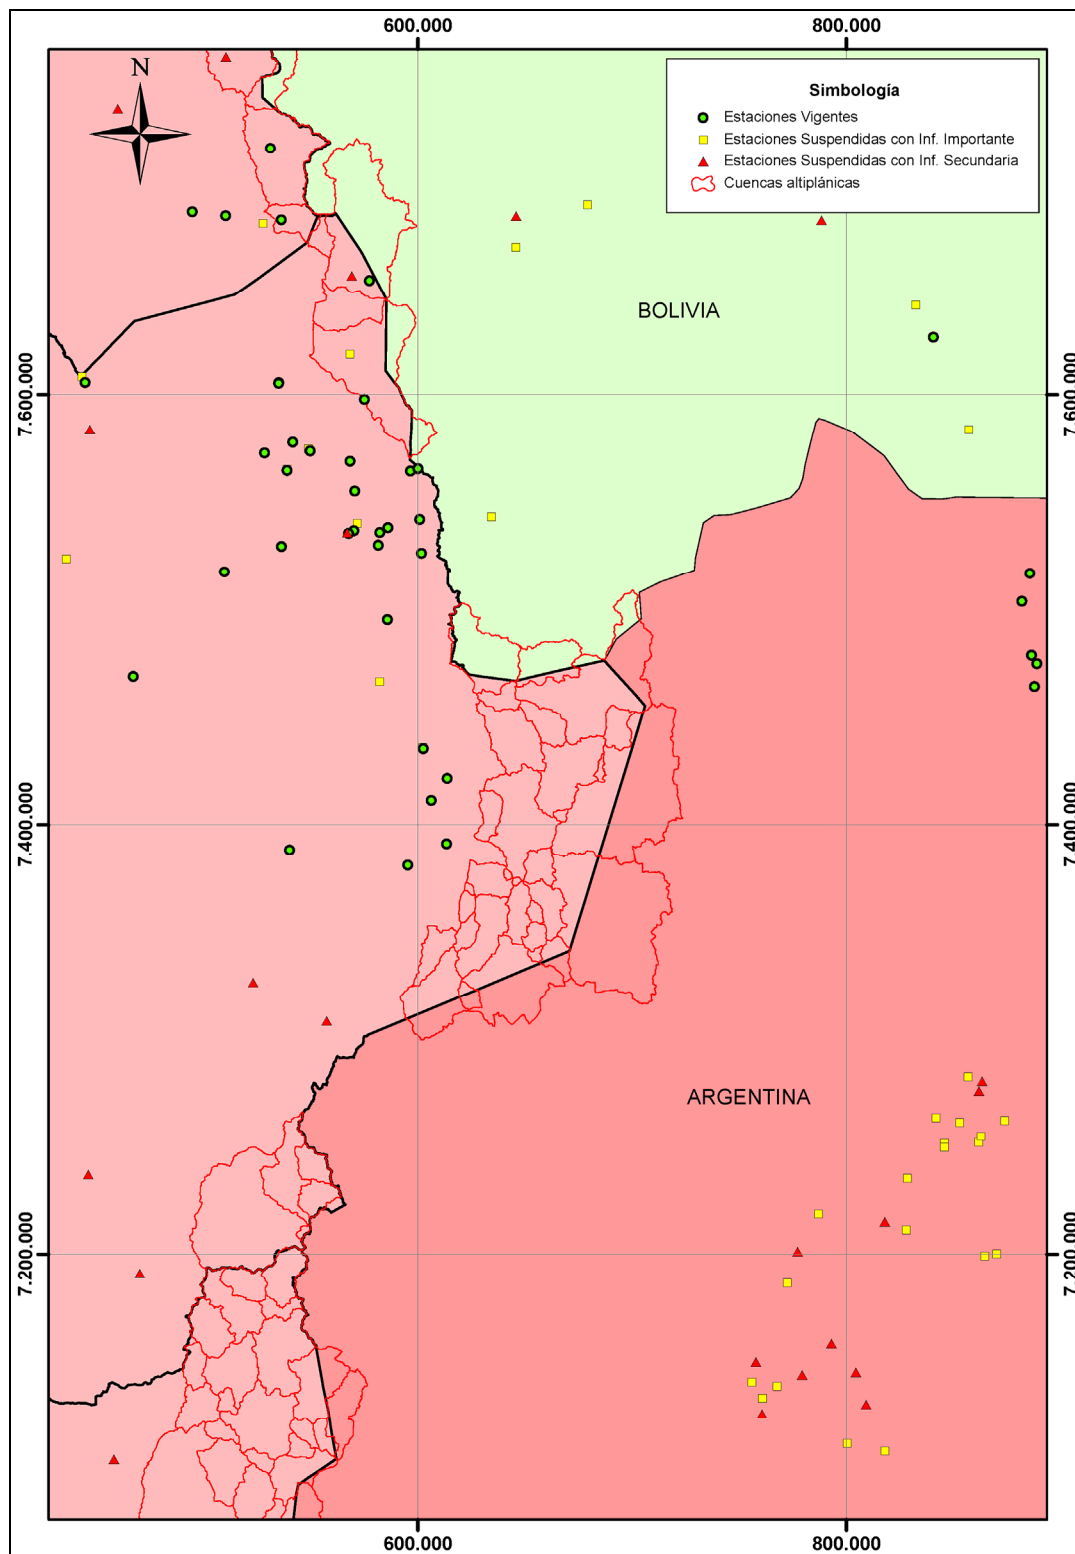 600.000
800.000
N
Simbología
Estaciones Vigentes
Estaciones Suspendidas con Inf. Importante
Estaciones Suspendidas con Inf. Secundaria
Cuencas altiplánicas
BOLIVIA
7.600.000
7.600.000
7.400.000
7.400.000
ARGENTINA
7.200.000
7.200.000
600.000
800.000